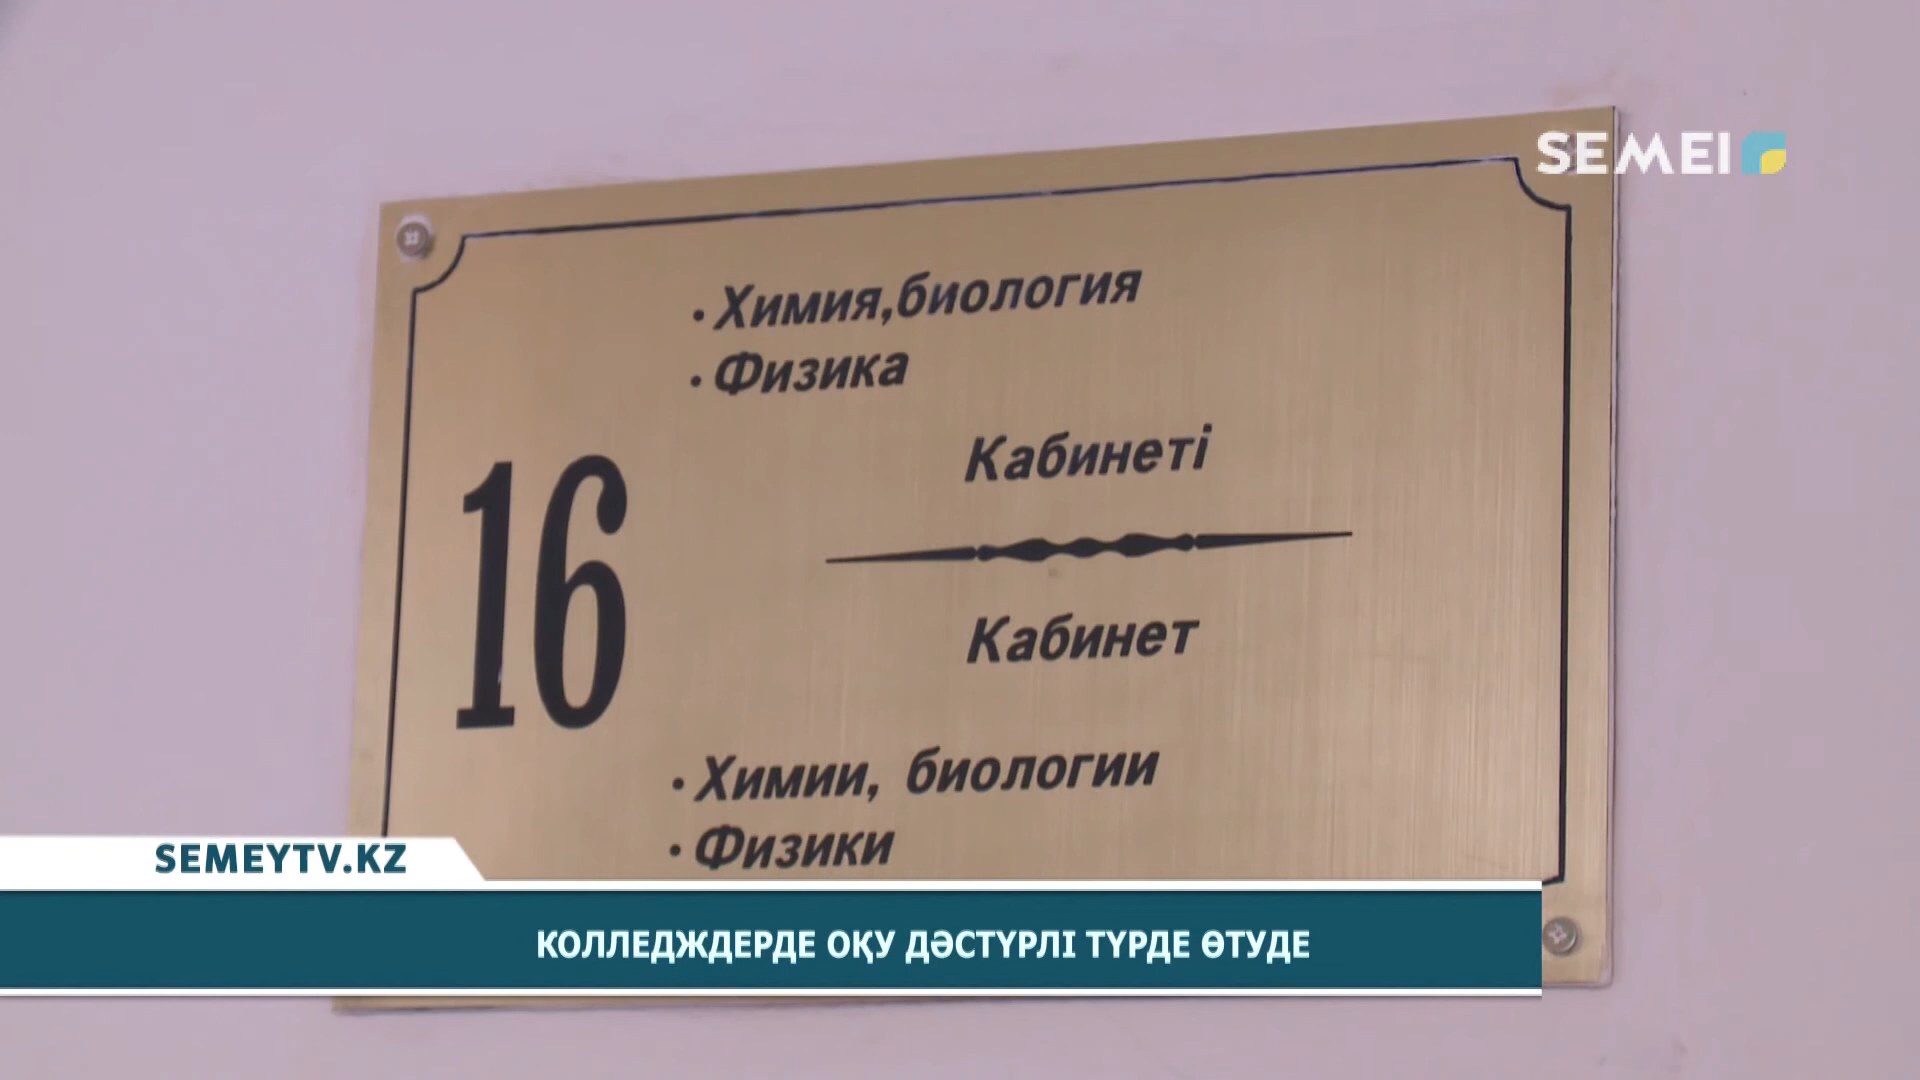 SEMEI
• Химия,биология
• Физика
Кабинеті
16
Кабинет
• Химии, биологии
• Физики
SEMEYTV.KZ
КОЛЛЕДЖДЕРДЕ ОҚУ ДӘСТҮРЛІ ТҮРДЕ ӨТУДЕ